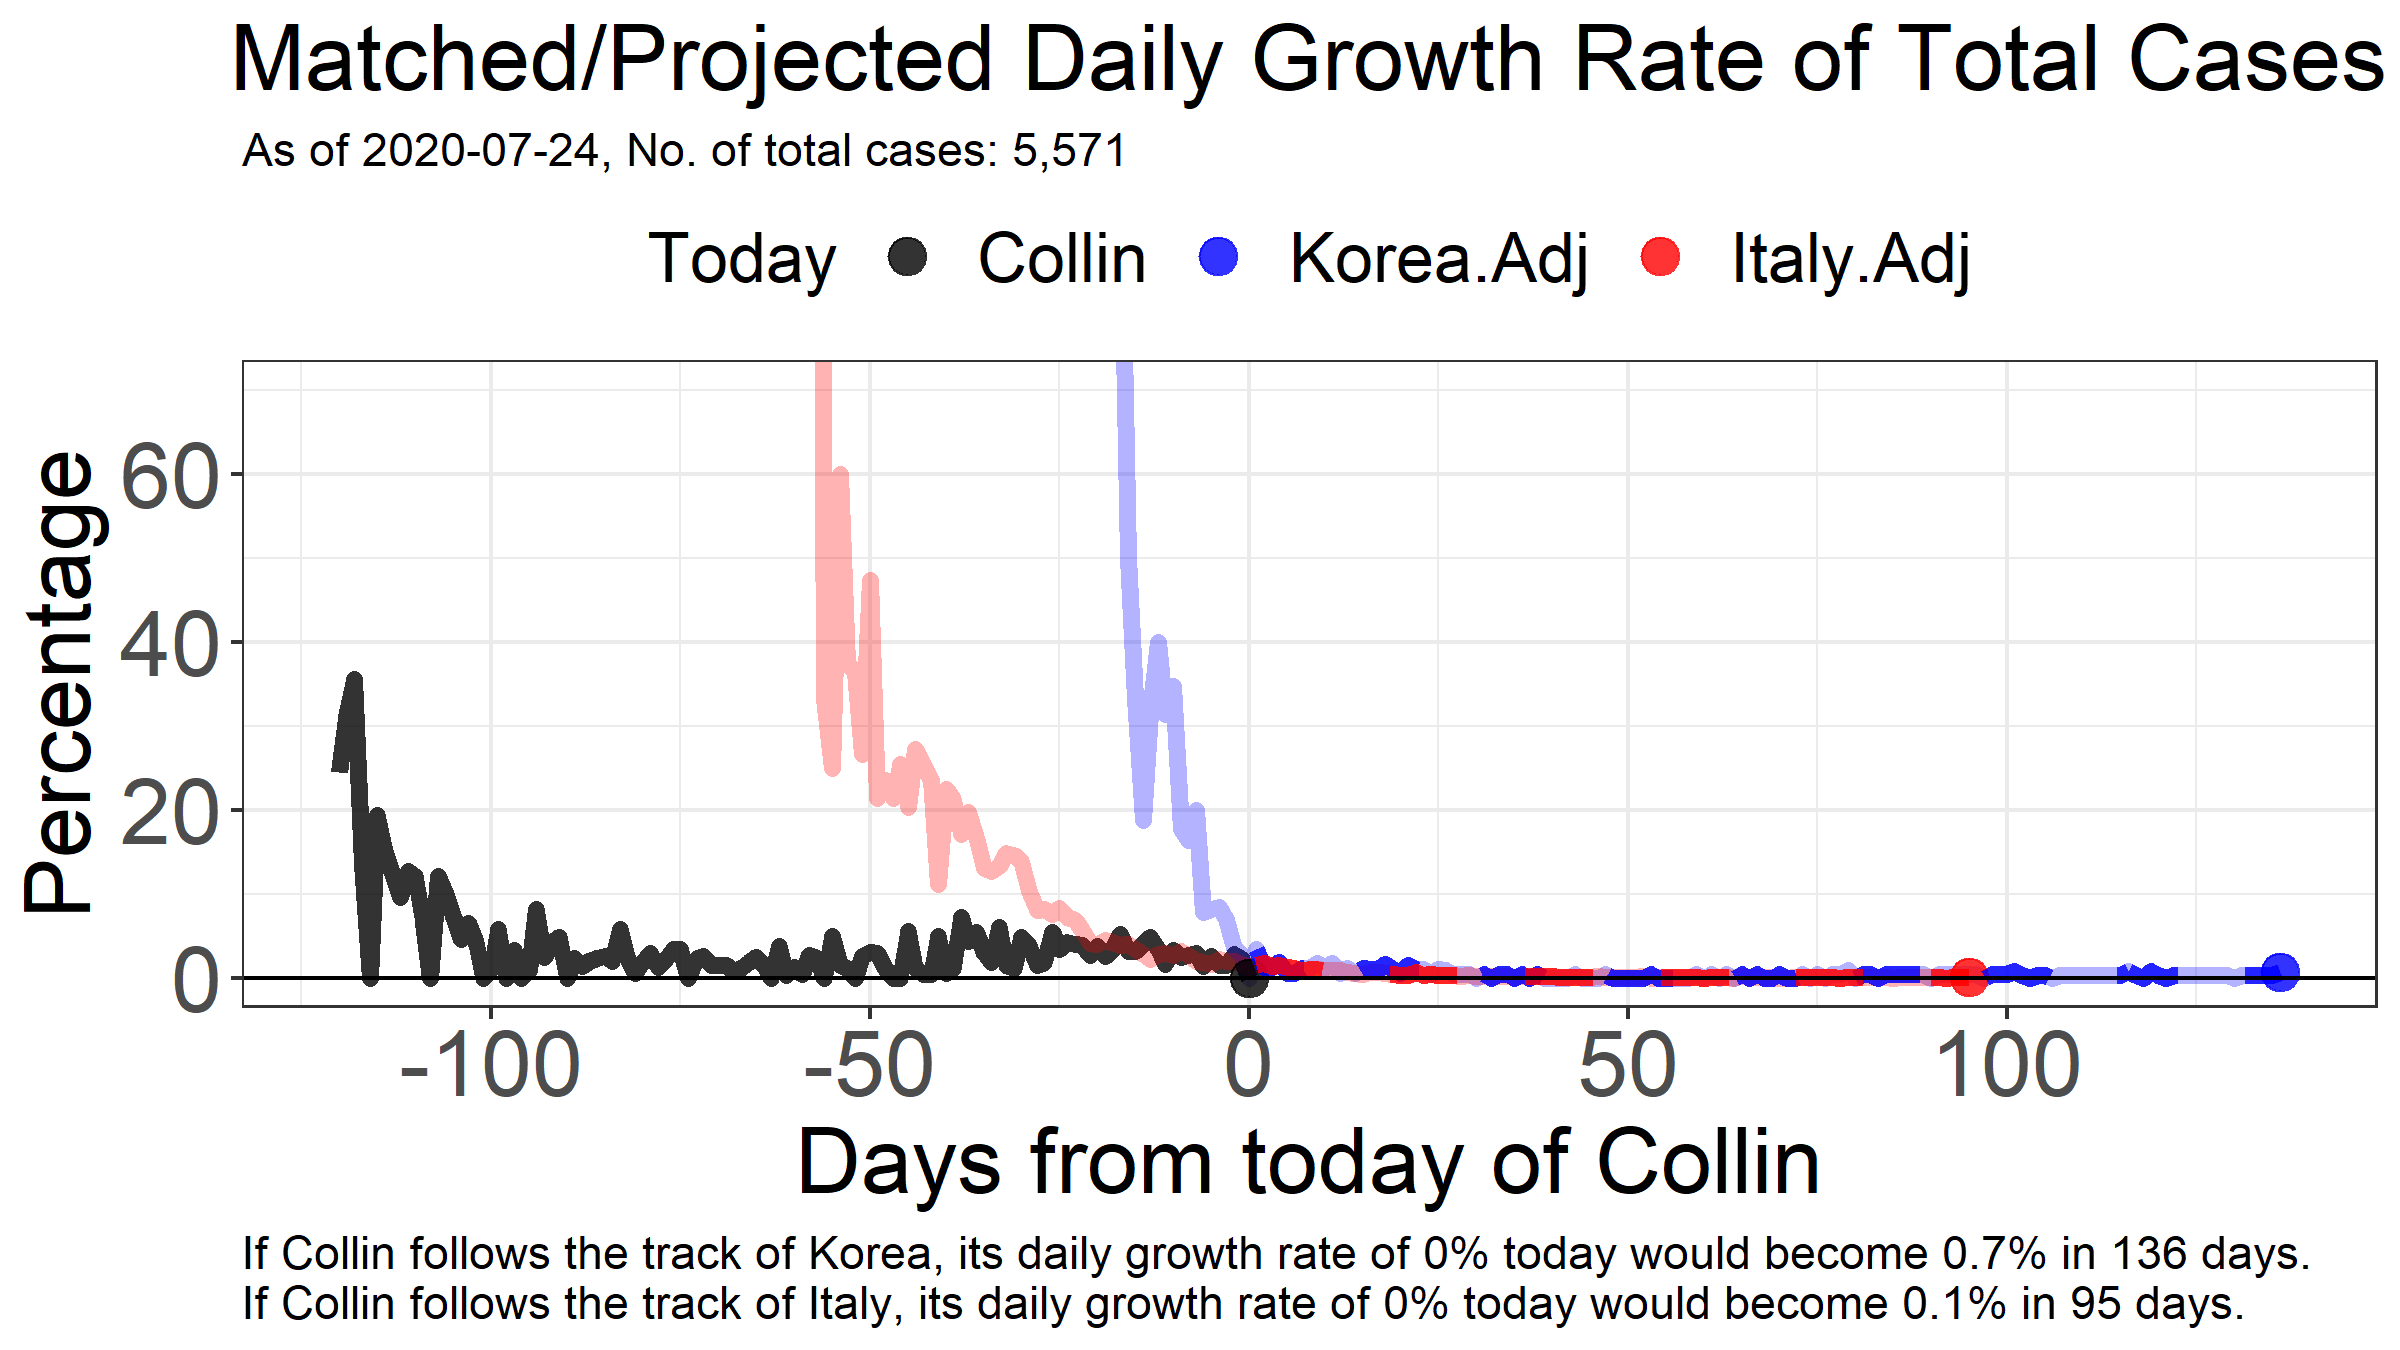 Matched/Projected Daily Growth Rate of Total Cases
As of 2020-07-24, No. of total cases: 5,571
Today Collin Korea.Adj Italy.Adj
Percentage
60
40
20
0
-100 -50 0 50 100
Days from today of Collin
If Collin follows the track of Korea, its daily growth rate of 0% today would become 0.7% in 136 days.
If Collin follows the track of Italy, its daily growth rate of 0% today would become 0.1% in 95 days.